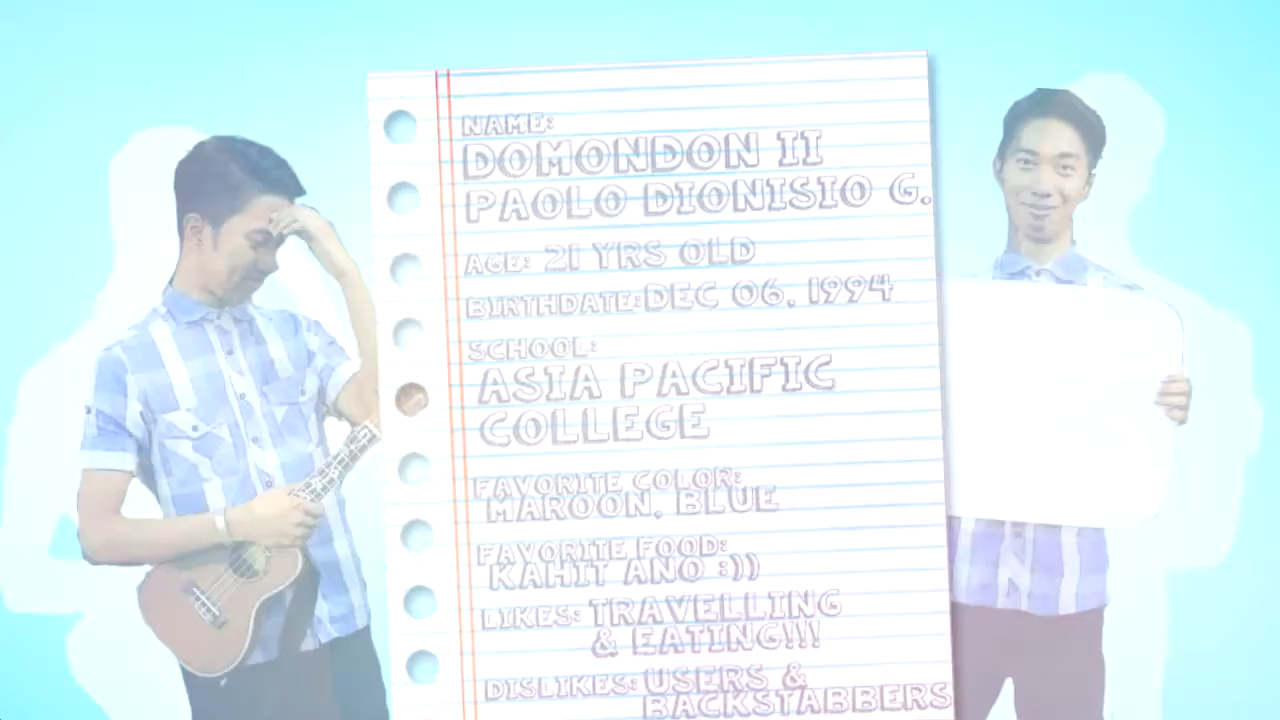 NAME:
DOMONDON II
PAOLO DIONISIO G.
AGE: 21 YRS OLD
BIRTHDATE: DEC 06, 1994
SCHOOL:
ASIA PACIFIC
COLLEGE
FAVORITE COLOR:
MAROON, BLUE
FAVORITE FOOD:
KAHIT ANO :))
LIKES: TRAVELLING
& EATING!!!
DISLIKES: USERS &
BACKSTABBERS